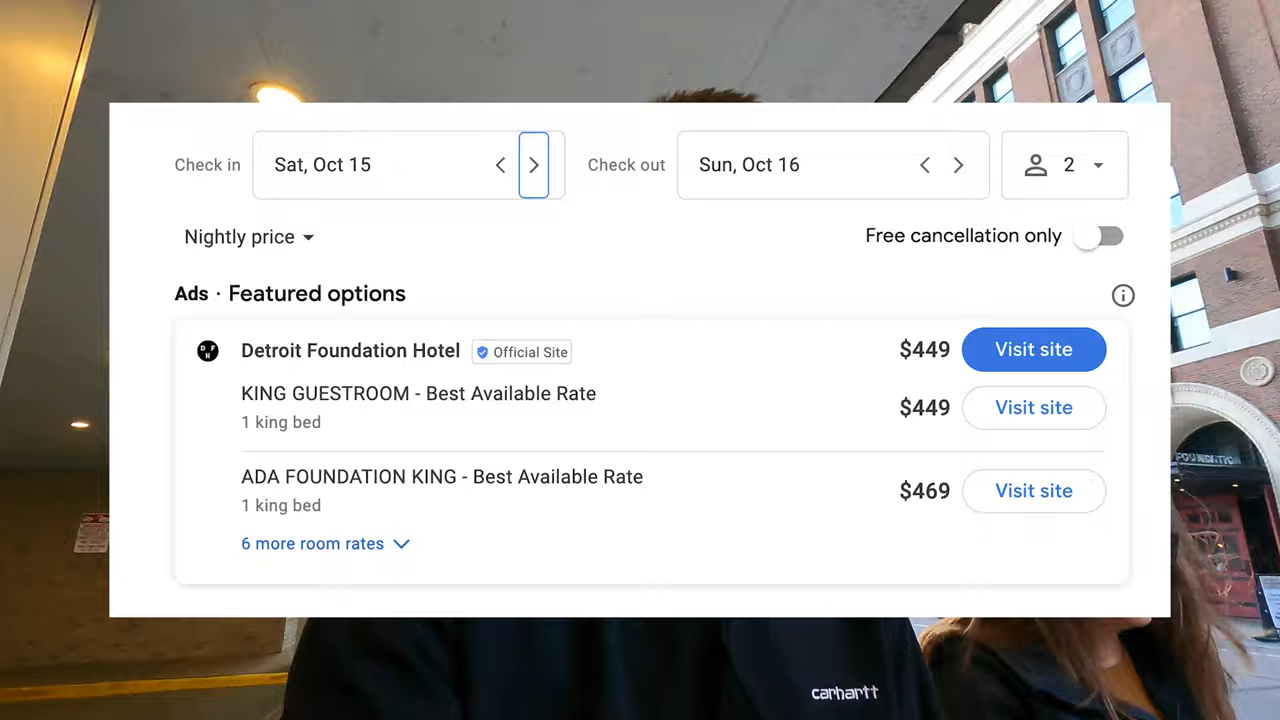 Check in
Sat, Oct 15
Check out
Sun, Oct 16
2
Nightly price
Free cancellation only
Ads · Featured options
DFH
Detroit Foundation Hotel
Official Site
$449
Visit site
KING GUESTROOM - Best Available Rate
$449
Visit site
1 king bed
ADA FOUNDATION KING - Best Available Rate
$469
Visit site
1 king bed
6 more room rates
FOUNDATION
carhartt